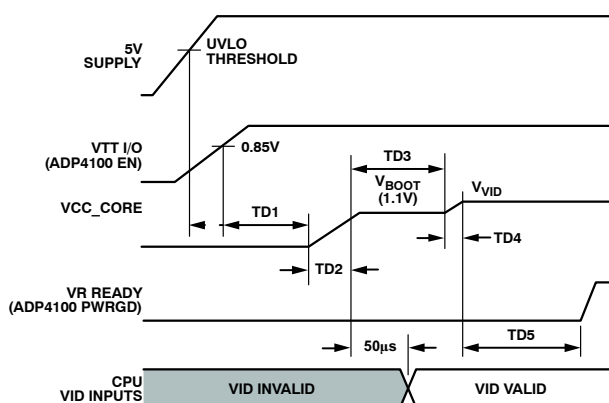 5V
SUPPLY
UVLO
THRESHOLD
VTT I/O
(ADP4100 EN)
0.85V
TD3
VBOOT
(1.1V)
VVID
VCC_CORE
TD1
TD4
TD2
VR READY
(ADP4100 PWRGD)
50µs
TD5
CPU
VID INPUTS
VID INVALID
VID VALID